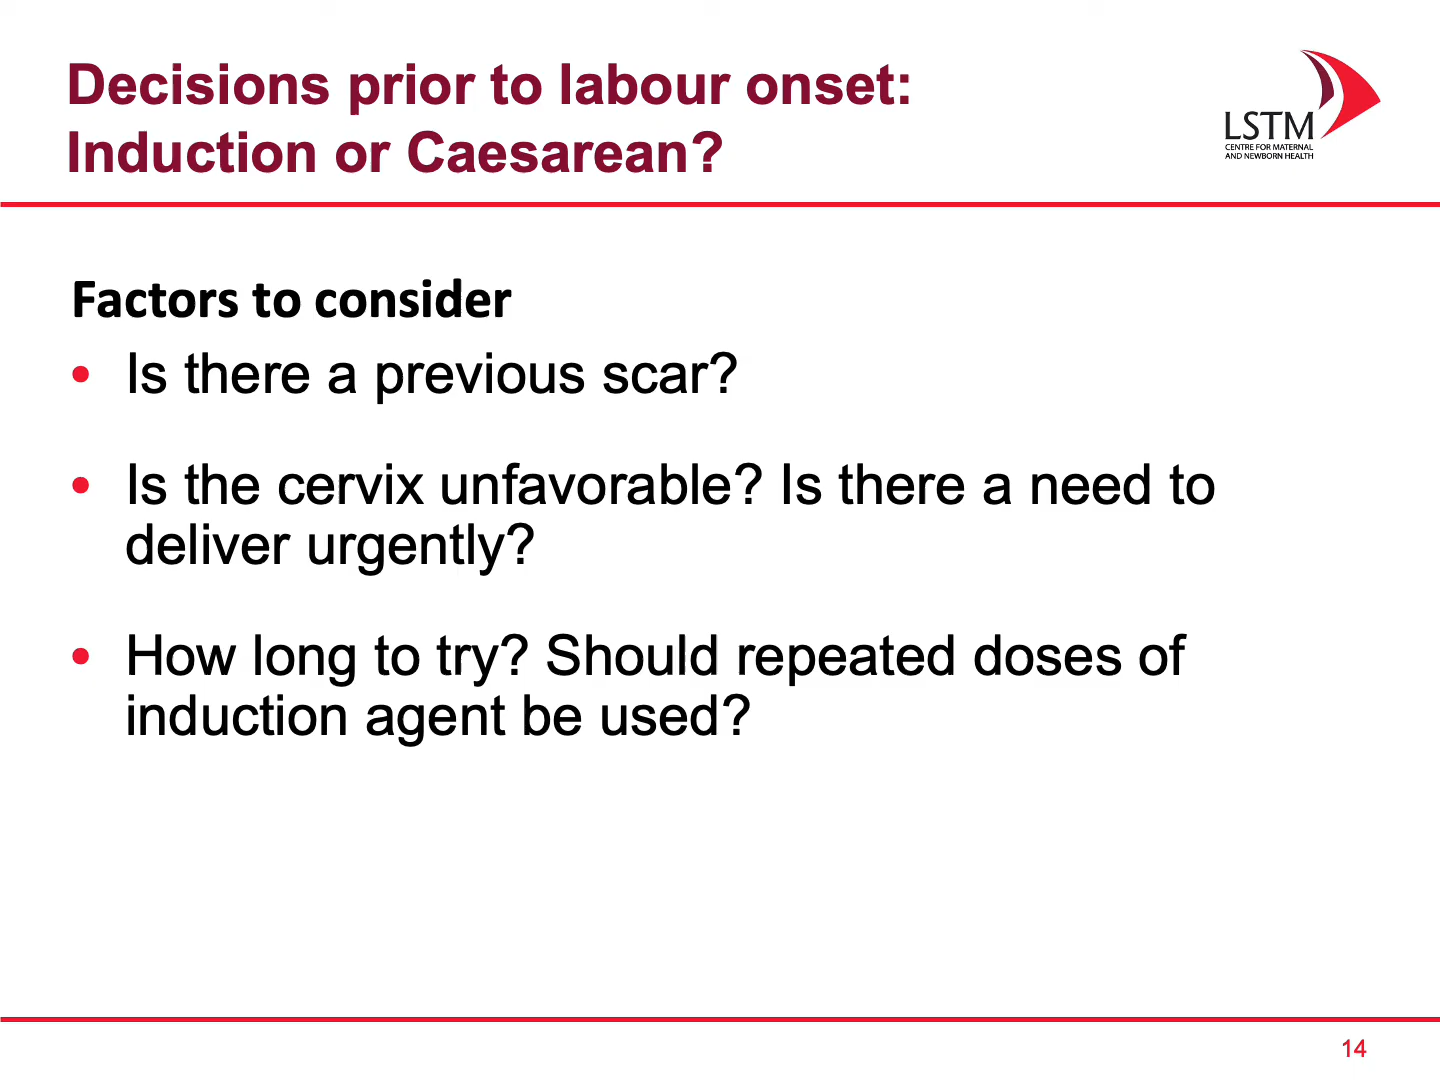 Decisions prior to labour onset:
Induction or Caesarean?
LSTM
CENTRE FOR MATERNAL
AND NEWBORN HEALTH
Factors to consider
• Is there a previous scar?
• Is the cervix unfavorable? Is there a need to
deliver urgently?
• How long to try? Should repeated doses of
induction agent be used?
14